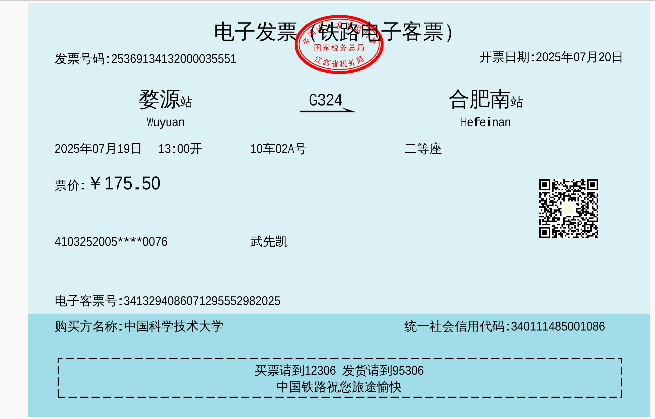 电子发票（铁路电子客票）
国家税务总局
江西省税务局
发票号码:25369134132000035551
开票日期:2025年07月20日
婺源站 G324 合肥南站
Wuyuan Hefeinan
2025年07月19日 13:00开 10车02A号 二等座
票价:￥175.50
4103252005****0076 武先凯
电子客票号:3413294086071295552982025
购买方名称:中国科学技术大学 统一社会信用代码:340111485001086
买票请到12306 发货请到95306
中国铁路祝您旅途愉快